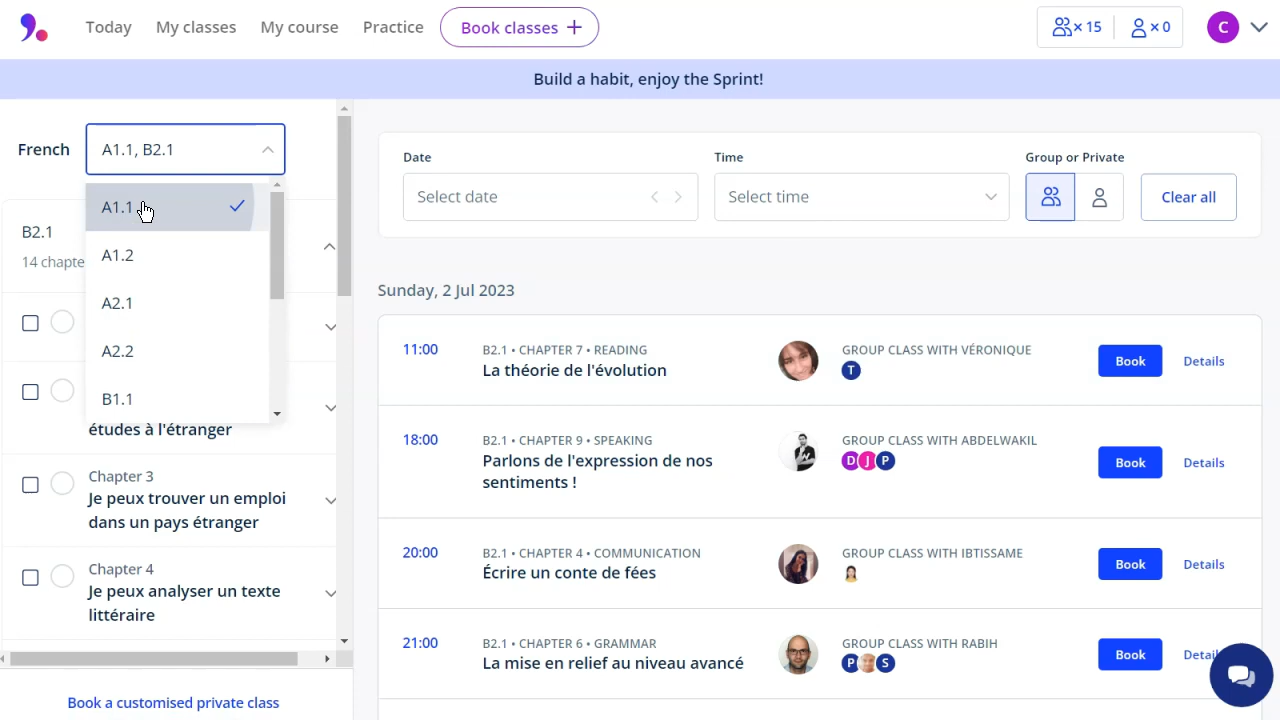 Today
My classes
My course
Practice
Book classes +
× 15
× 0
C
Build a habit, enjoy the Sprint!
French
A1.1, B2.1
A1.1
A1.2
A2.1
A2.2
B1.1
B2.1
14 chapte
études à l'étranger
Chapter 3
Je peux trouver un emploi
dans un pays étranger
Chapter 4
Je peux analyser un texte
littéraire
Book a customised private class
Date
Select date
Time
Select time
Group or Private
Clear all
Sunday, 2 Jul 2023
11:00
B2.1 • CHAPTER 7 • READING
La théorie de l'évolution
GROUP CLASS WITH VÉRONIQUE
T
Book
Details
18:00
B2.1 • CHAPTER 9 • SPEAKING
Parlons de l'expression de nos
sentiments !
GROUP CLASS WITH ABDELWAKIL
D J P
Book
Details
20:00
B2.1 • CHAPTER 4 • COMMUNICATION
Écrire un conte de fées
GROUP CLASS WITH IBTISSAME
Book
Details
21:00
B2.1 • CHAPTER 6 • GRAMMAR
La mise en relief au niveau avancé
GROUP CLASS WITH RABIH
P S
Book
Detai